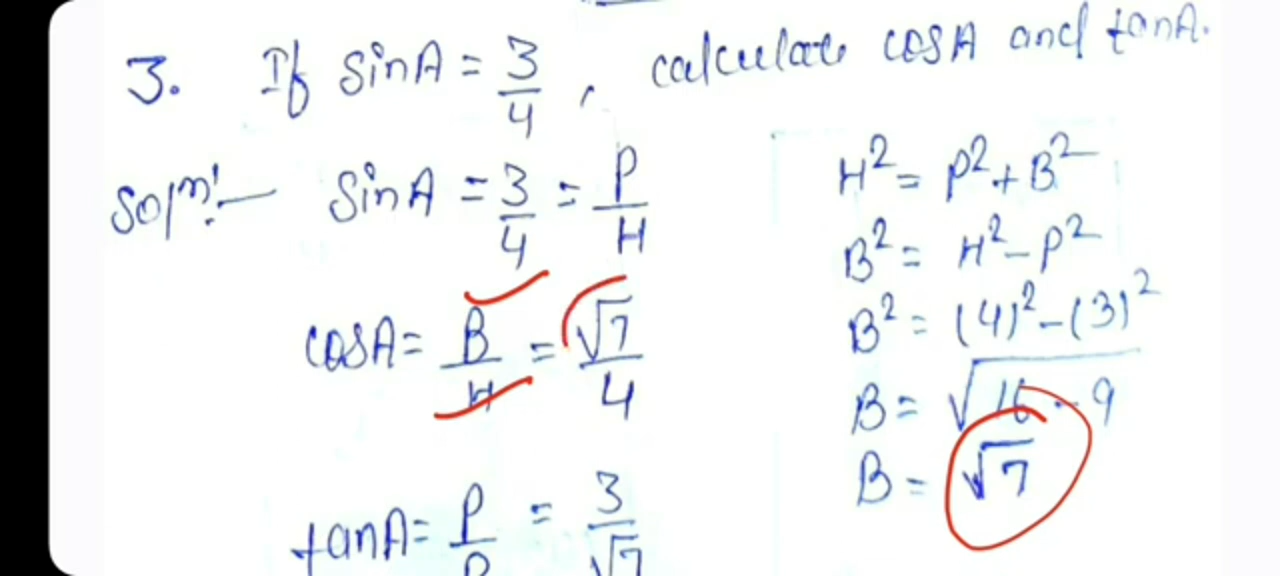 3. If sinA = 3/4, calculate cosA and tanA.
Soln:- sinA = 3/4 = P/H
cosA = B/H = √7/4
tanA = P/B = 3/√7
H² = P² + B²
B² = H² - P²
B² = (4)² - (3)²
B = √16 - 9
B = √7